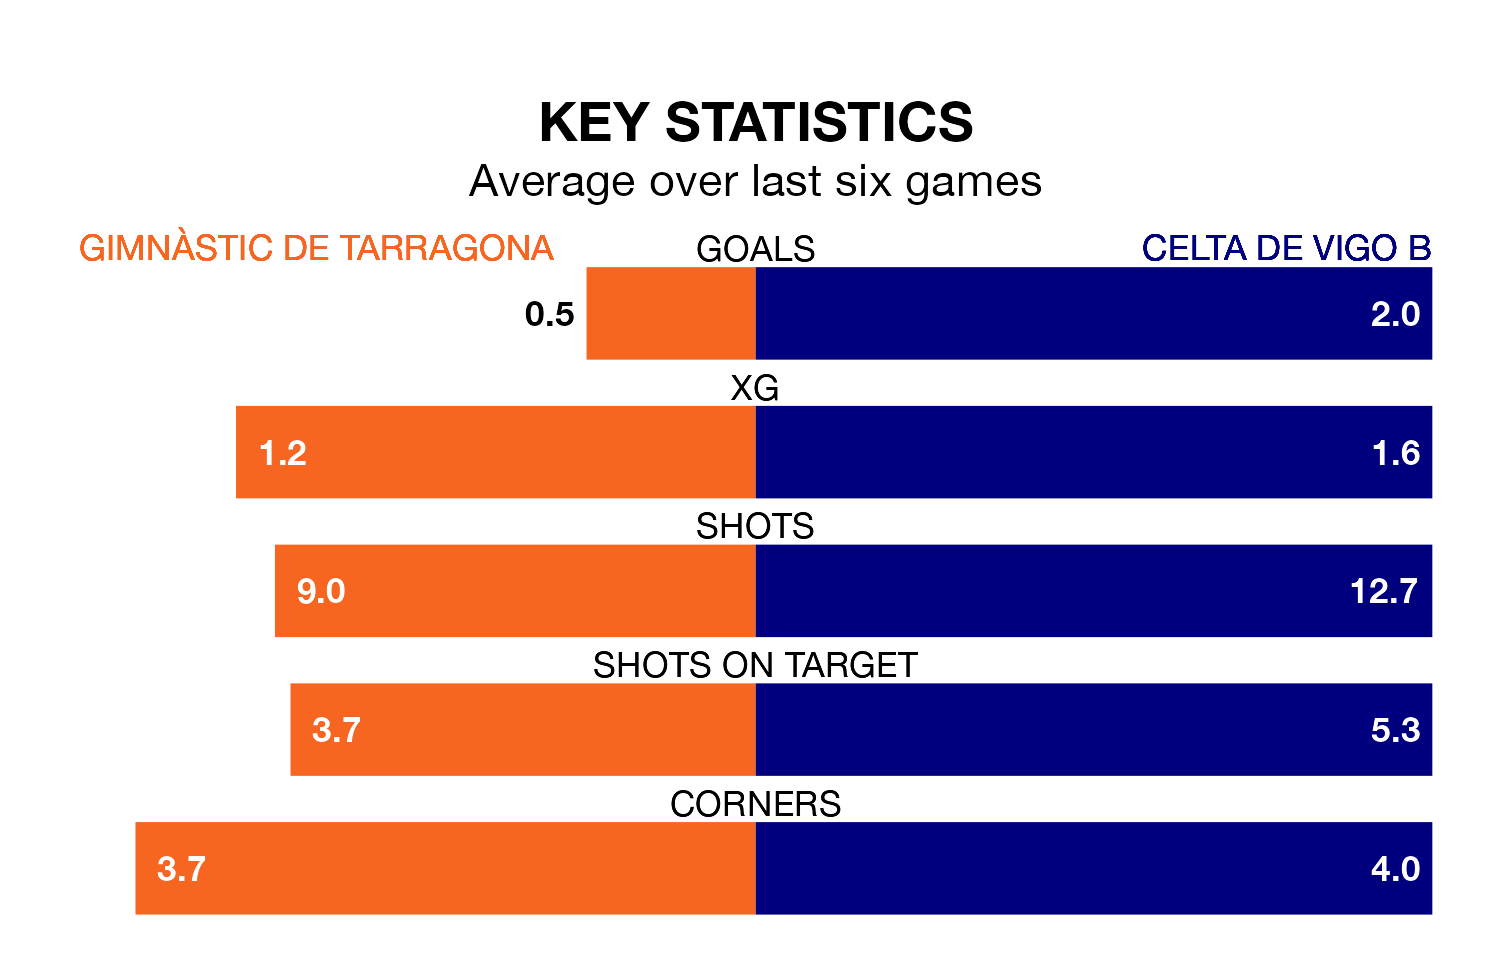 KEY STATISTICS
Average over last six games
GIMNÀSTIC DE TARRAGONA GOALS CELTA DE VIGO B
0.5 2.0
XG
1.2 1.6
SHOTS
9.0 12.7
SHOTS ON TARGET
3.7 5.3
CORNERS
3.7 4.0